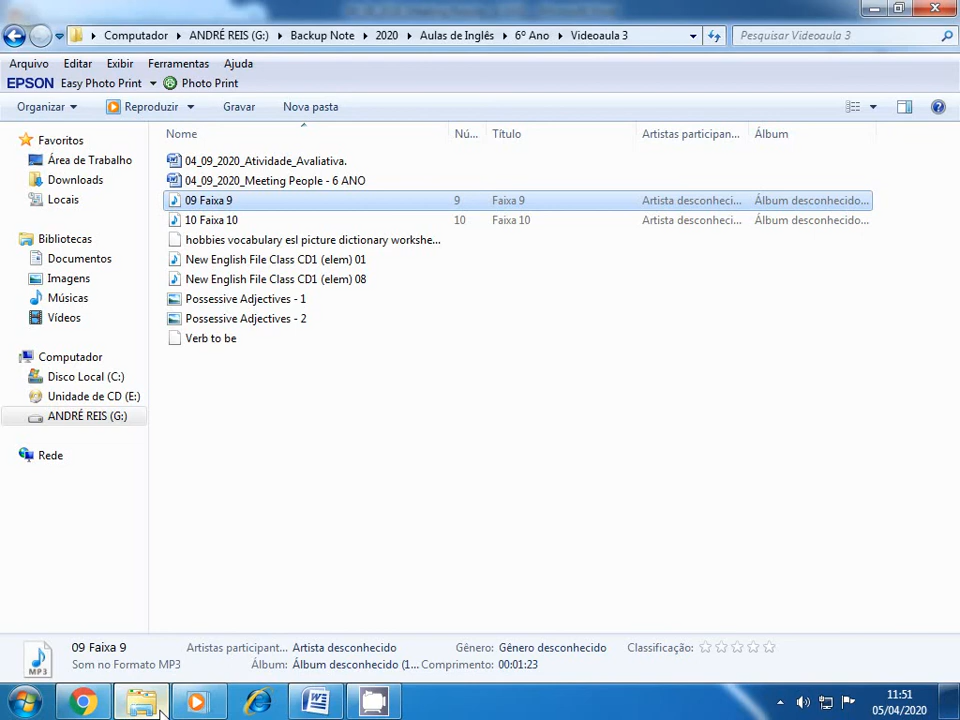 Computador ANDRÉ REIS (G:) Backup Note 2020 Aulas de Inglês 6º Ano Videoaula 3 Pesquisar Videoaula 3
Arquivo Editar Exibir Ferramentas Ajuda
EPSON Easy Photo Print Photo Print
Organizar Reproduzir Gravar Nova pasta
Favoritos
Área de Trabalho
Downloads
Locais
Bibliotecas
Documentos
Imagens
Músicas
Vídeos
Computador
Disco Local (C:)
Unidade de CD (E:)
ANDRÉ REIS (G:)
Rede
Nome Nú... Título Artistas participan... Álbum
04_09_2020_Atividade_Avaliativa.
04_09_2020_Meeting People - 6 ANO
09 Faixa 9 9 Faixa 9 Artista desconheci... Álbum desconhecido...
10 Faixa 10 10 Faixa 10 Artista desconheci... Álbum desconhecido...
hobbies vocabulary esl picture dictionary workshe...
New English File Class CD1 (elem) 01
New English File Class CD1 (elem) 08
Possessive Adjectives - 1
Possessive Adjectives - 2
Verb to be
09 Faixa 9 Artistas participant... Artista desconhecido Gênero: Gênero desconhecido Classificação:
Som no Formato MP3 Álbum: Álbum desconhecido (1... Comprimento: 00:01:23
MP3
11:51
05/04/2020